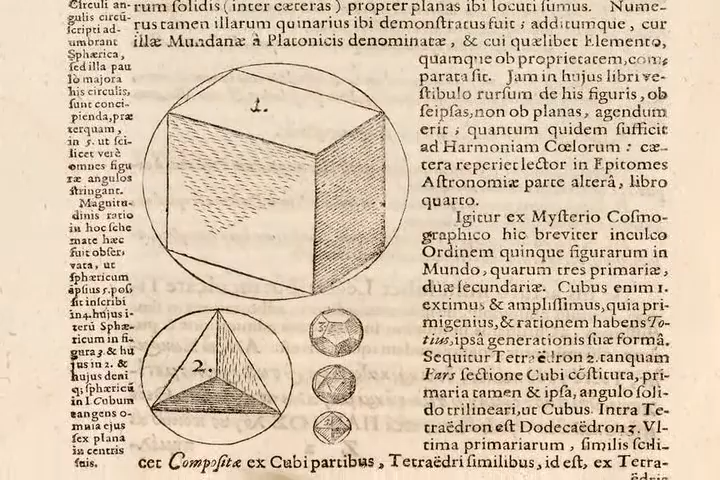 Circuli an-
gulis circũ-
scripti ad-
umbrant
Sphærica,
sed illa pau
lò majora
his circulis,
sunt conci-
pienda, præ
terquam,
in 5. ut sci-
licet verè
omnes figu
ræ angulos
stringant.
Magnitu-
dinis ratio
in hoc sche
mate hæc
fuit obser-
vata, ut
sphæricum
ipsius 5. pos
sit inscribi
in 4. hujus i-
terũ Sphæ-
ricum in fi-
gura 3. & hu
jus in 2. &
hujus deni
q; sphæricũ
in 1. Cubum
tangens o-
mnia ejus
sex plana
in centris
suis.
rum solidis (inter cæteras) propter planas ibi locuti sumus. Nume-
rus tamen illarum quinarius ibi demonstratus fuit; additumque, cur
illæ Mundanæ à Platonicis denominatæ, & cui quælibet Elemento,
quamque ob proprietatem, com-
parata sit. Jam in hujus libri ve-
stibulo rursum de his figuris, ob
seipsas, non ob planas, agendum
erit; quantum quidem sufficit
ad Harmoniam Cœlorum: cæ-
tera reperiet lector in Epitomes
Astronomiæ parte alterâ, libro
quarto.
Igitur ex Mysterio Cosmo-
graphico hic breviter inculco
Ordinem quinque figurarum in
Mundo, quarum tres primariæ,
duæ secundariæ. Cubus enim 1.
extimus & amplissimus, quia pri-
migenius, & rationem habens To-
tius, ipsâ generationis suæ formâ.
Sequitur Tetraëdron 2. tanquam
Pars sectione Cubi cõstituta, pri-
maria tamen & ipsa, angulo soli-
do trilineari, ut Cubus. Intra Te-
traëdron est Dodecaëdron 3. Vl-
tima primariarum, similis scili-
cet Compositæ ex Cubi partibus, Tetraëdri similibus, id est, ex Tetra-
ëdris
1.
2.
3.